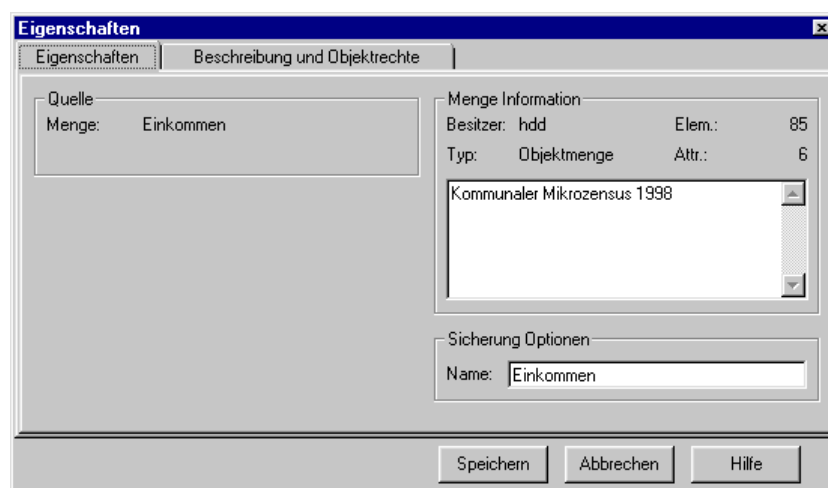 Eigenschaften
Eigenschaften
Beschreibung und Objektrechte
Quelle
Menge: Einkommen
Menge Information
Besitzer: hdd Elem.: 85
Typ: Objektmenge Attr.: 6
Kommunaler Mikrozensus 1998
Sicherung Optionen
Name: Einkommen
Speichern
Abbrechen
Hilfe